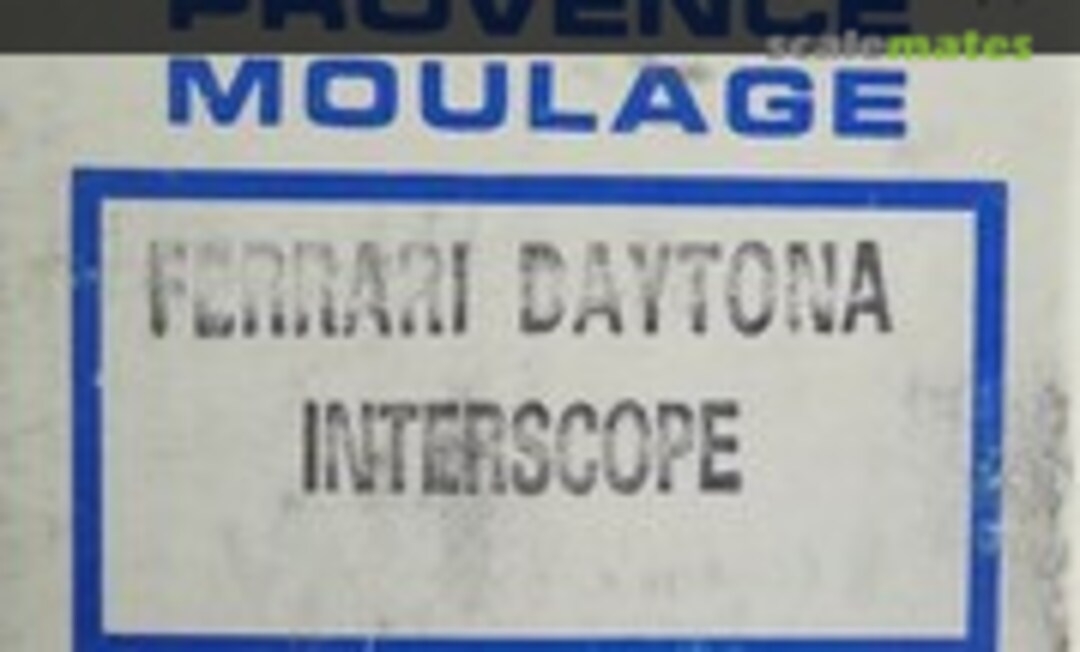 PROVENCE
scalemates
MOULAGE
FERRARI DAYTONA
INTERSCOPE